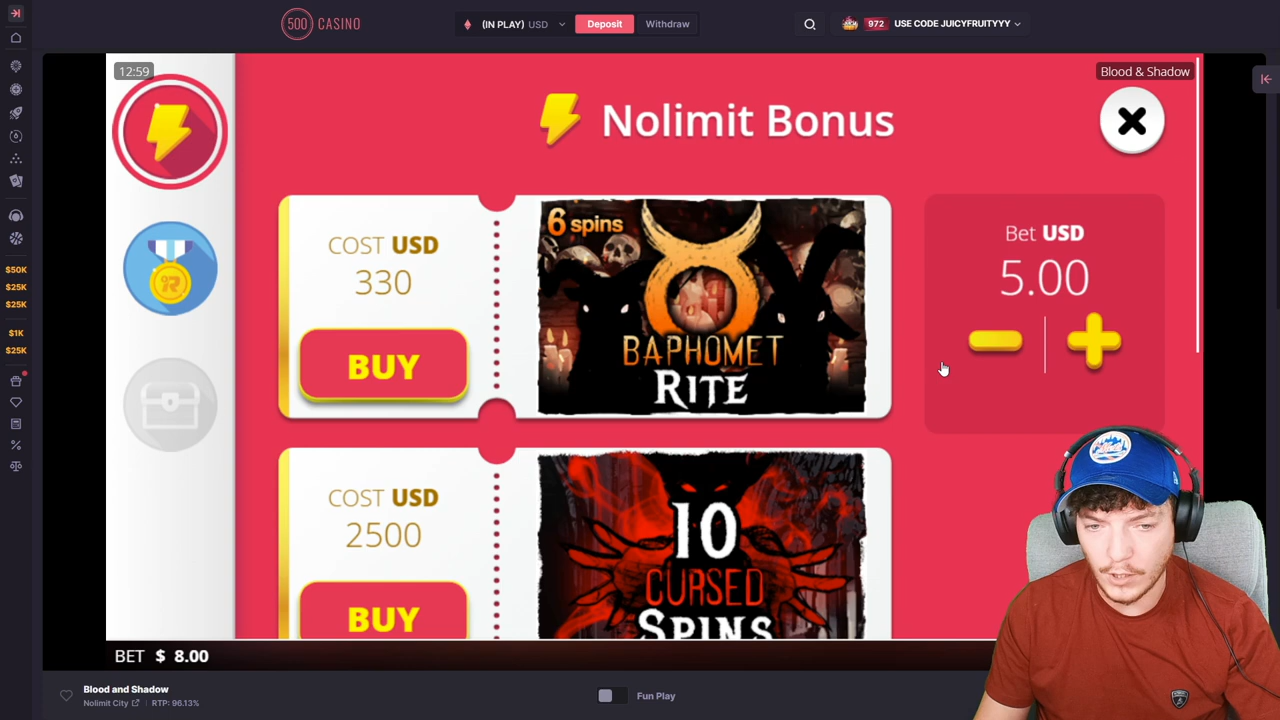 500 CASINO
(IN PLAY) USD
Deposit
Withdraw
972
USE CODE JUICYFRUITYYY
12:59
Blood & Shadow
Nolimit Bonus
COST USD
330
BUY
6 spins
BAPHOMET
RITE
Bet USD
5.00
COST USD
2500
BUY
10
CURSED
SPINS
$50K
$25K
$25K
$1K
$25K
BET $ 8.00
Blood and Shadow
Nolimit City
RTP: 96.13%
Fun Play